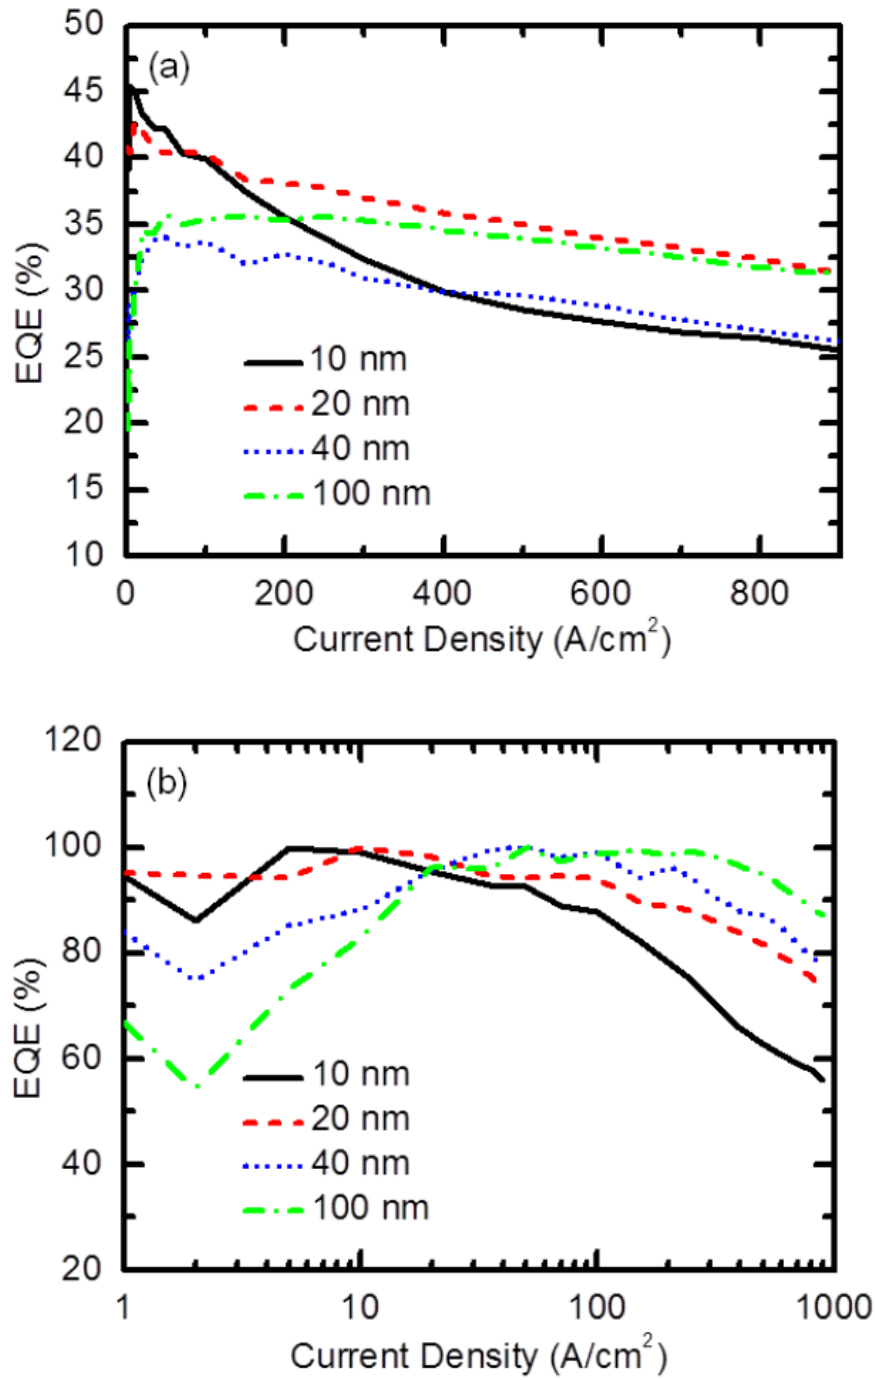 50
(a)
45
40
35
30
25
20
15
10
EQE (%)
10 nm
20 nm
40 nm
100 nm
0 200 400 600 800
Current Density (A/cm²)
120
(b)
100
80
60
40
20
EQE (%)
10 nm
20 nm
40 nm
100 nm
1 10 100 1000
Current Density (A/cm²)